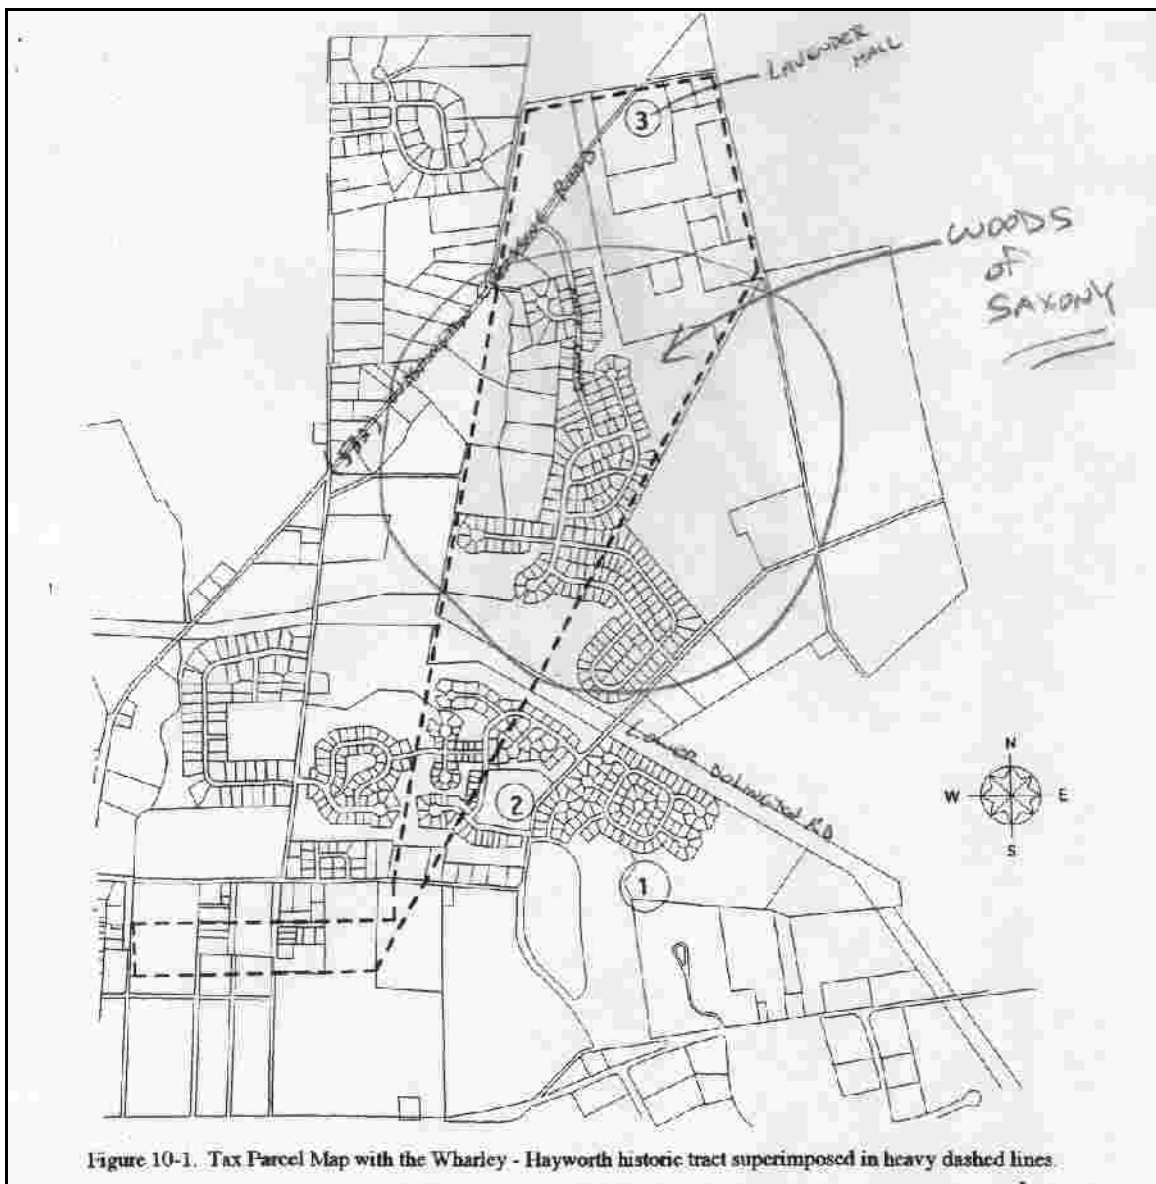 LAVENDER
HALL
3
WOODS
of
SAXONY
LOWER DOLINGTON RD
2
1
N
W E
S
Figure 10-1. Tax Parcel Map with the Wharley - Hayworth historic tract superimposed in heavy dashed lines.